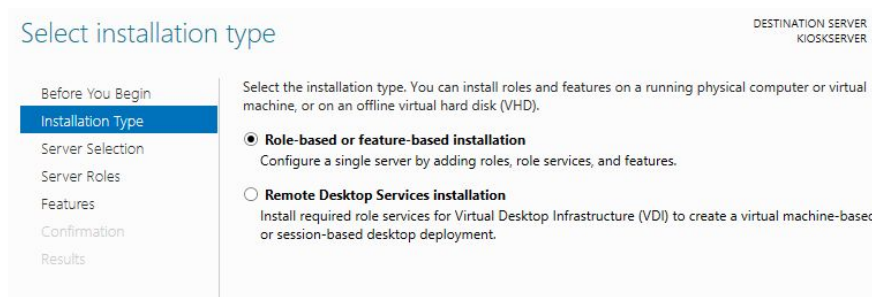 Select installation type
DESTINATION SERVER
KIOSKSERVER
Before You Begin
Installation Type
Server Selection
Server Roles
Features
Confirmation
Results
Select the installation type. You can install roles and features on a running physical computer or virtual
machine, or on an offline virtual hard disk (VHD).
Role-based or feature-based installation
Configure a single server by adding roles, role services, and features.
Remote Desktop Services installation
Install required role services for Virtual Desktop Infrastructure (VDI) to create a virtual machine-based
or session-based desktop deployment.